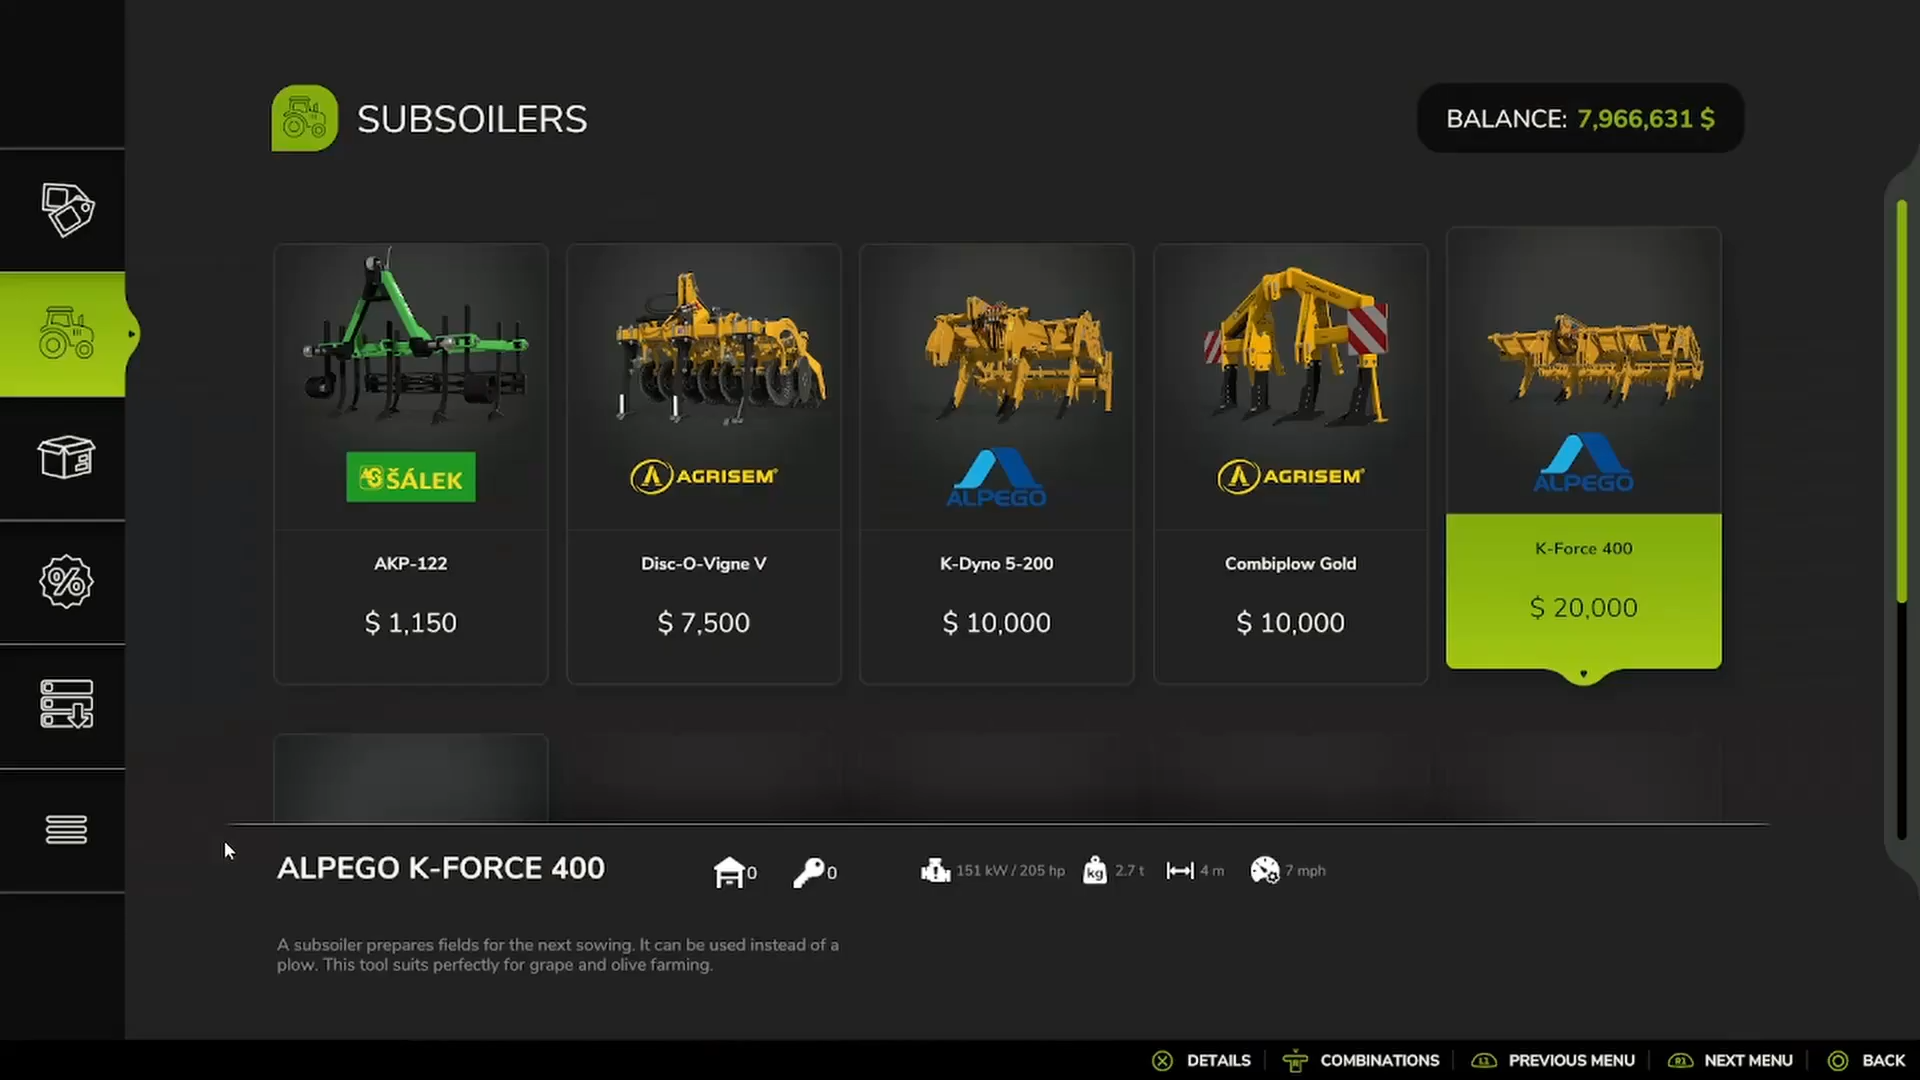 SUBSOILERS
BALANCE: 7,966,631 $
ŠÁLEK
AGRISEM
ALPEGO
AGRISEM
ALPEGO
AKP-122
Disc-O-Vigne V
K-Dyno 5-200
Combiplow Gold
K-Force 400
$ 1,150
$ 7,500
$ 10,000
$ 10,000
$ 20,000
ALPEGO K-FORCE 400
0
0
kg
151 kW / 205 hp
2.7 t
4 m
7 mph
A subsoiler prepares fields for the next sowing. It can be used instead of a
plow. This tool suits perfectly for grape and olive farming.
DETAILS
COMBINATIONS
L1 PREVIOUS MENU
R1 NEXT MENU
BACK